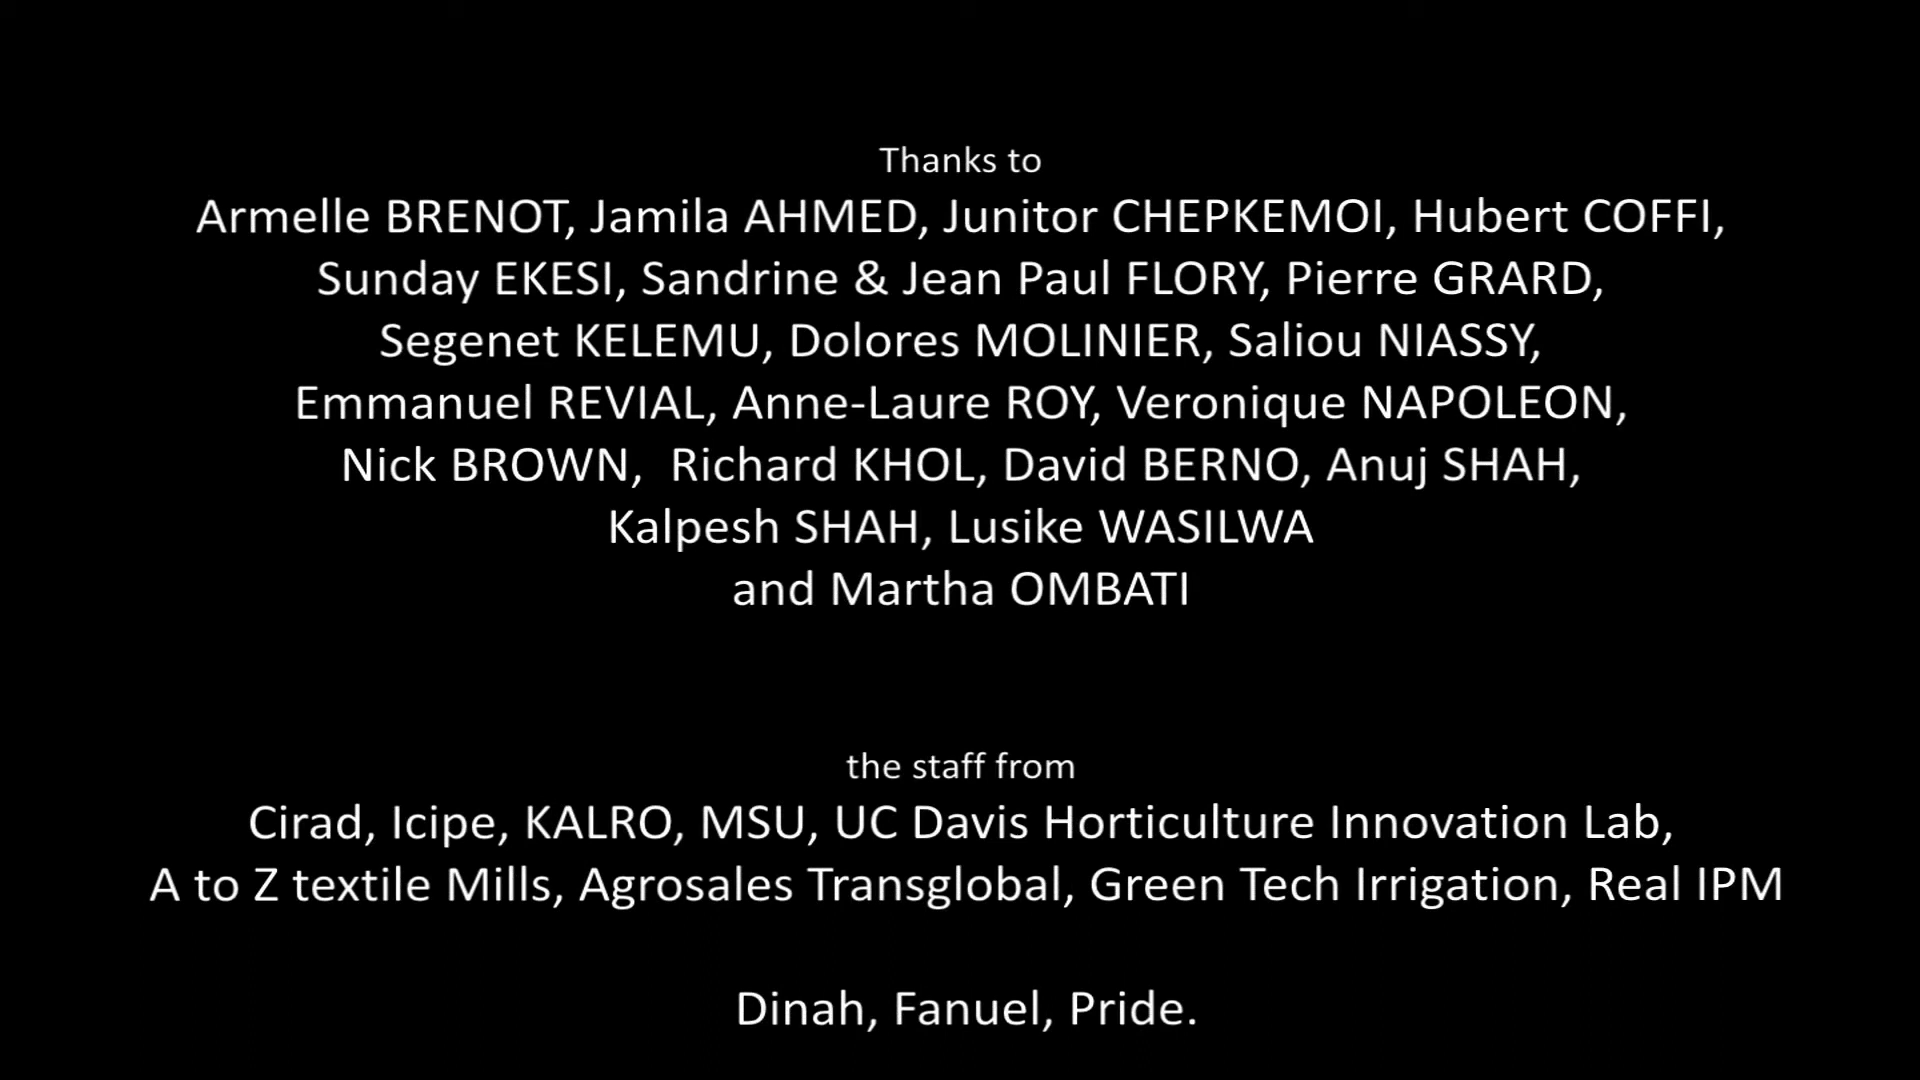 Thanks to
Armelle BRENOT, Jamila AHMED, Junitor CHEPKEMOI, Hubert COFFI,
Sunday EKESI, Sandrine & Jean Paul FLORY, Pierre GRARD,
Segenet KELEMU, Dolores MOLINIER, Saliou NIASSY,
Emmanuel REVIAL, Anne-Laure ROY, Veronique NAPOLEON,
Nick BROWN,  Richard KHOL, David BERNO, Anuj SHAH,
Kalpesh SHAH, Lusike WASILWA
and Martha OMBATI
the staff from
Cirad, Icipe, KALRO, MSU, UC Davis Horticulture Innovation Lab,
A to Z textile Mills, Agrosales Transglobal, Green Tech Irrigation, Real IPM
Dinah, Fanuel, Pride.